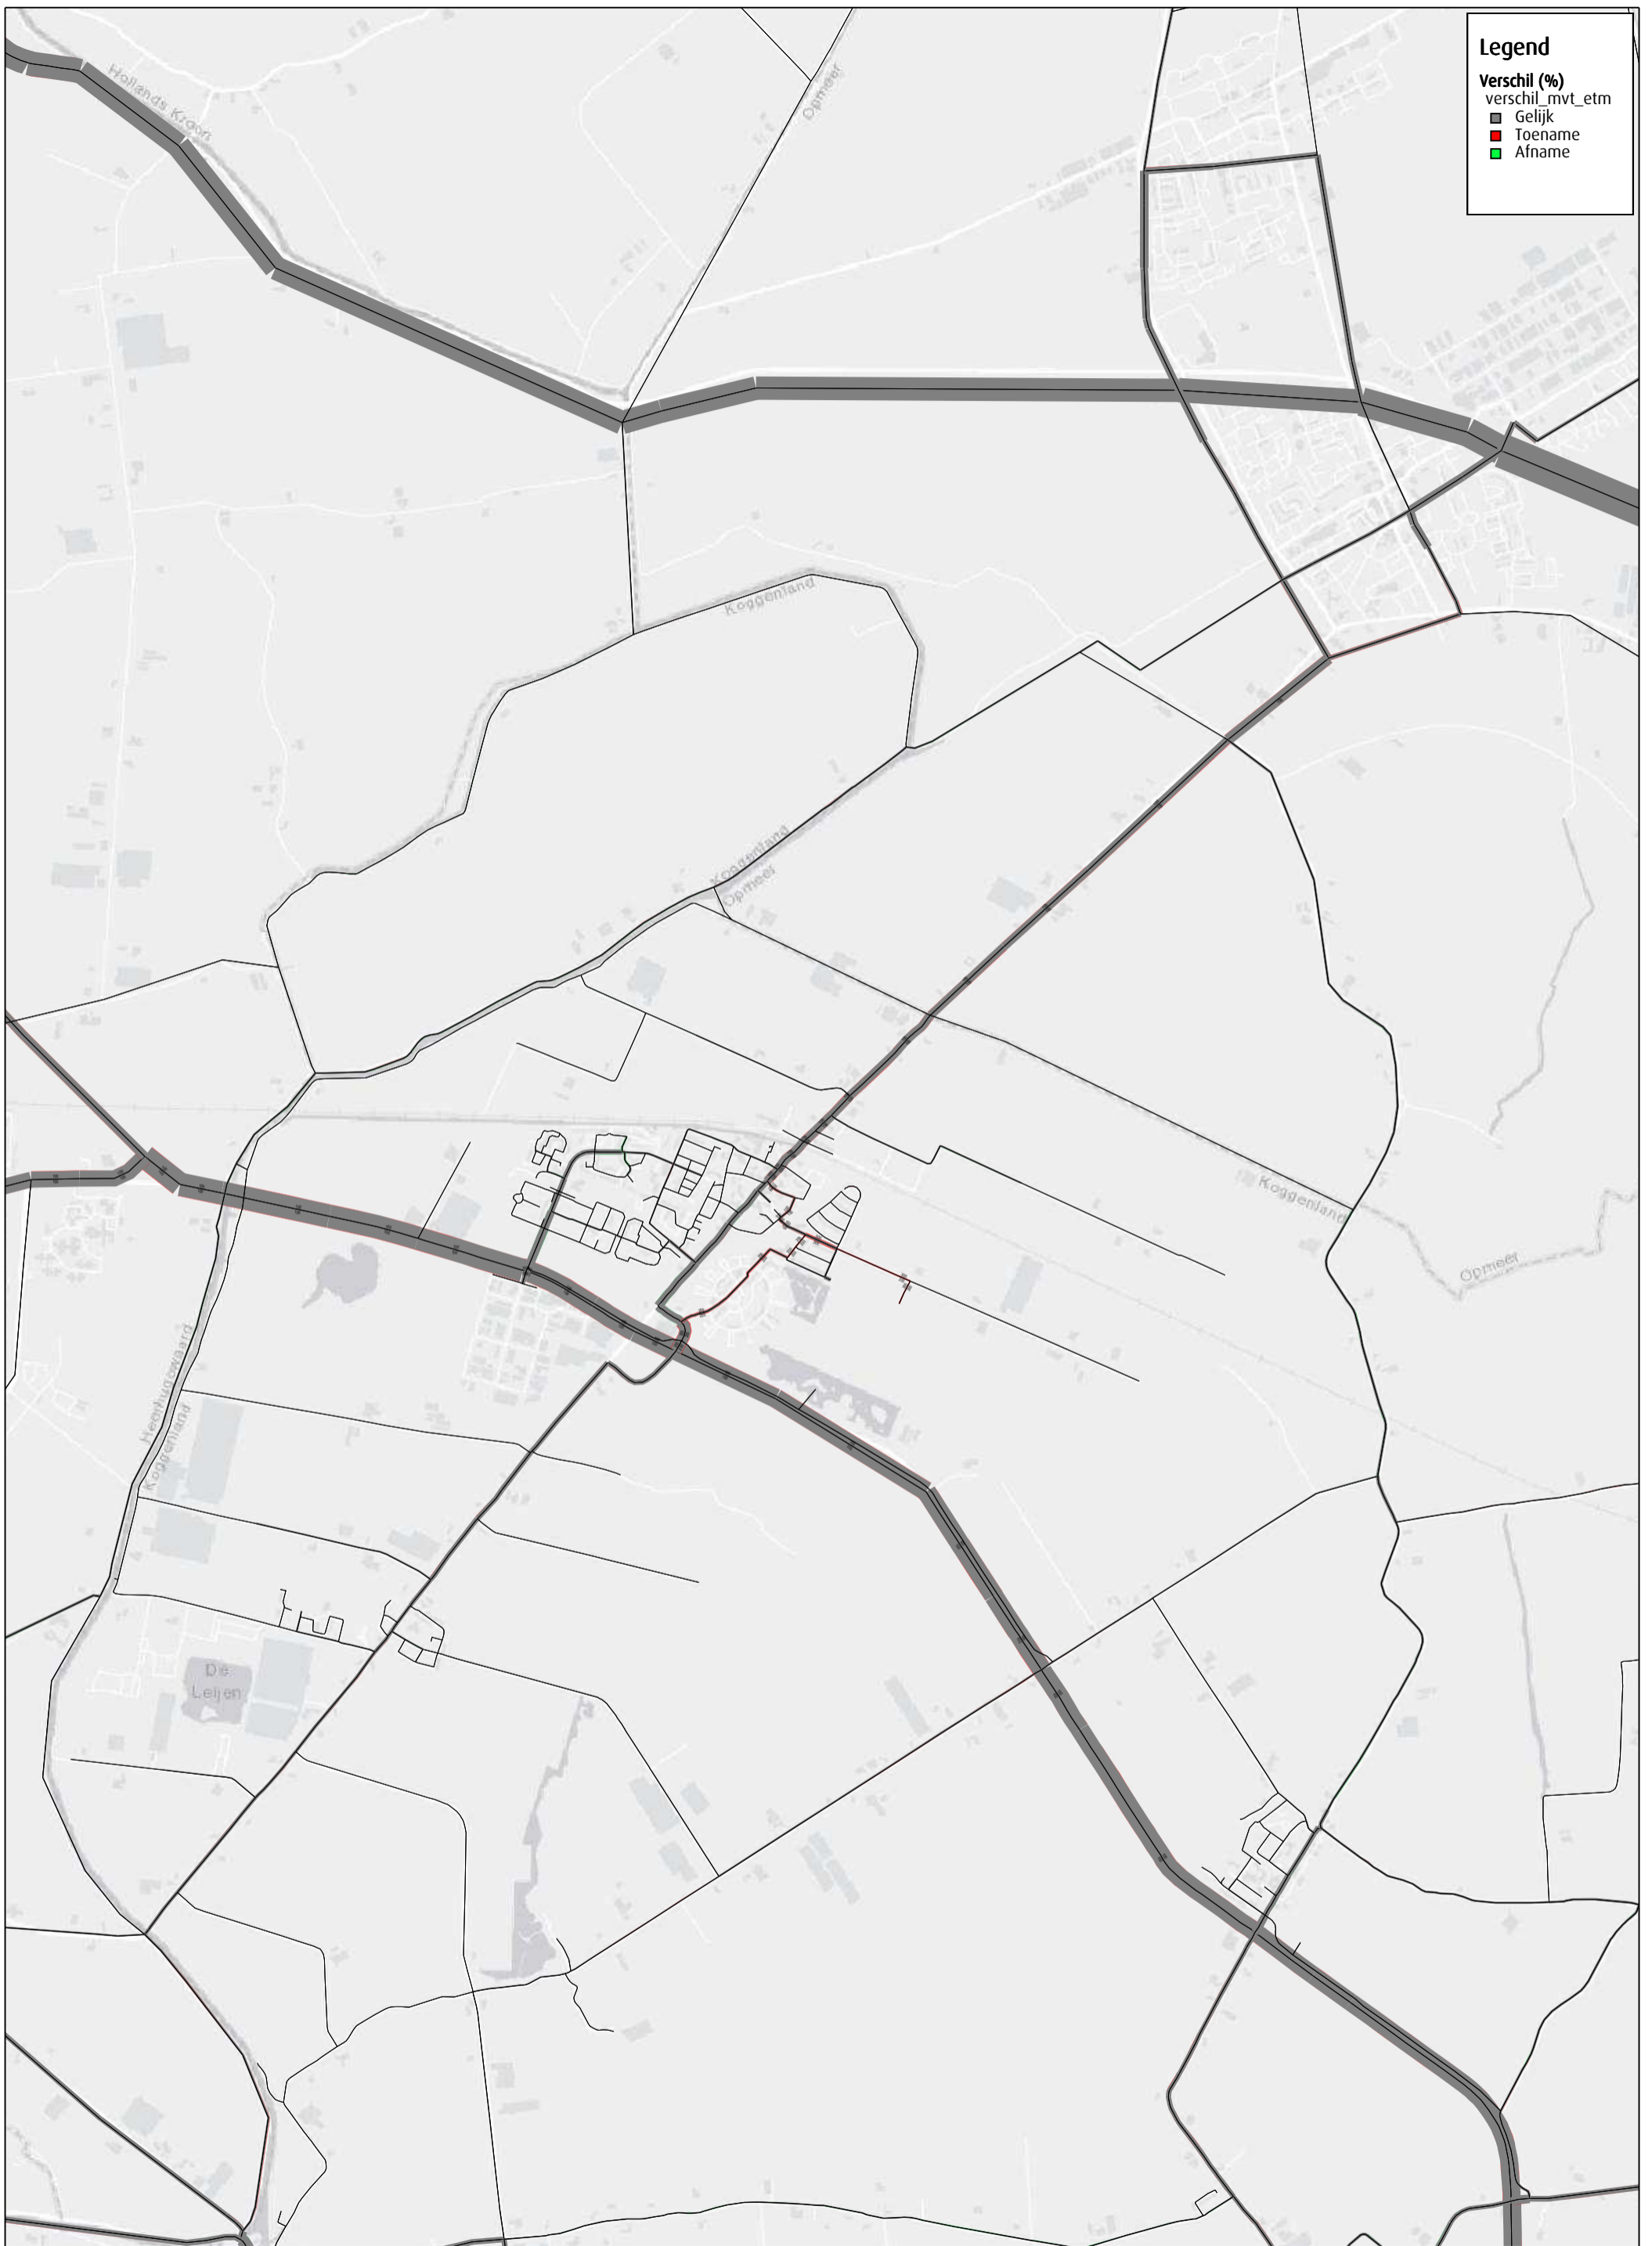 Legend
Verschil (%)
verschil_mvt_etm
Gelijk
Toename
Afname
Hollands Kroon
Opmeer
Koggenland
Koggenland
Opmeer
Koggenland
Opmeer
Heerhugowaard
Koggenland
De
Leijen